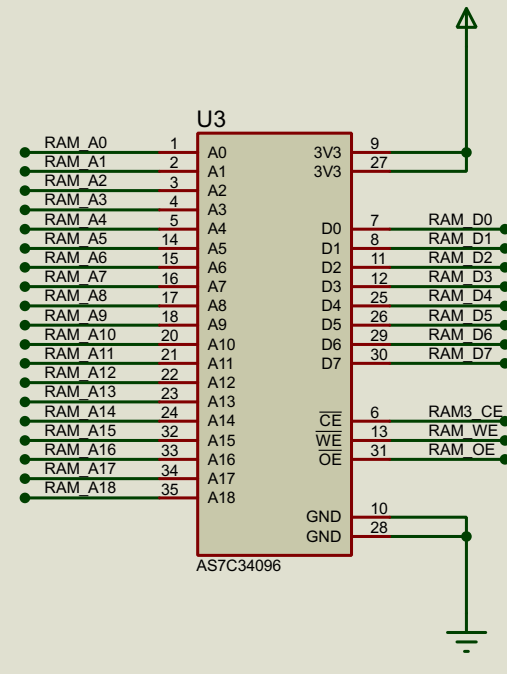 U3
RAM_A0 1 A0 3V3 9
RAM_A1 2 A1 3V3 27
RAM_A2 3 A2
RAM_A3 4 A3
RAM_A4 5 A4 D0 7 RAM_D0
RAM_A5 14 A5 D1 8 RAM_D1
RAM_A6 15 A6 D2 11 RAM_D2
RAM_A7 16 A7 D3 12 RAM_D3
RAM_A8 17 A8 D4 25 RAM_D4
RAM_A9 18 A9 D5 26 RAM_D5
RAM_A10 20 A10 D6 29 RAM_D6
RAM_A11 21 A11 D7 30 RAM_D7
RAM_A12 22 A12
RAM_A13 23 A13
RAM_A14 24 A14 CE 6 RAM3_CE
RAM_A15 32 A15 WE 13 RAM_WE
RAM_A16 33 A16 OE 31 RAM_OE
RAM_A17 34 A17
RAM_A18 35 A18
GND 10
GND 28
AS7C34096